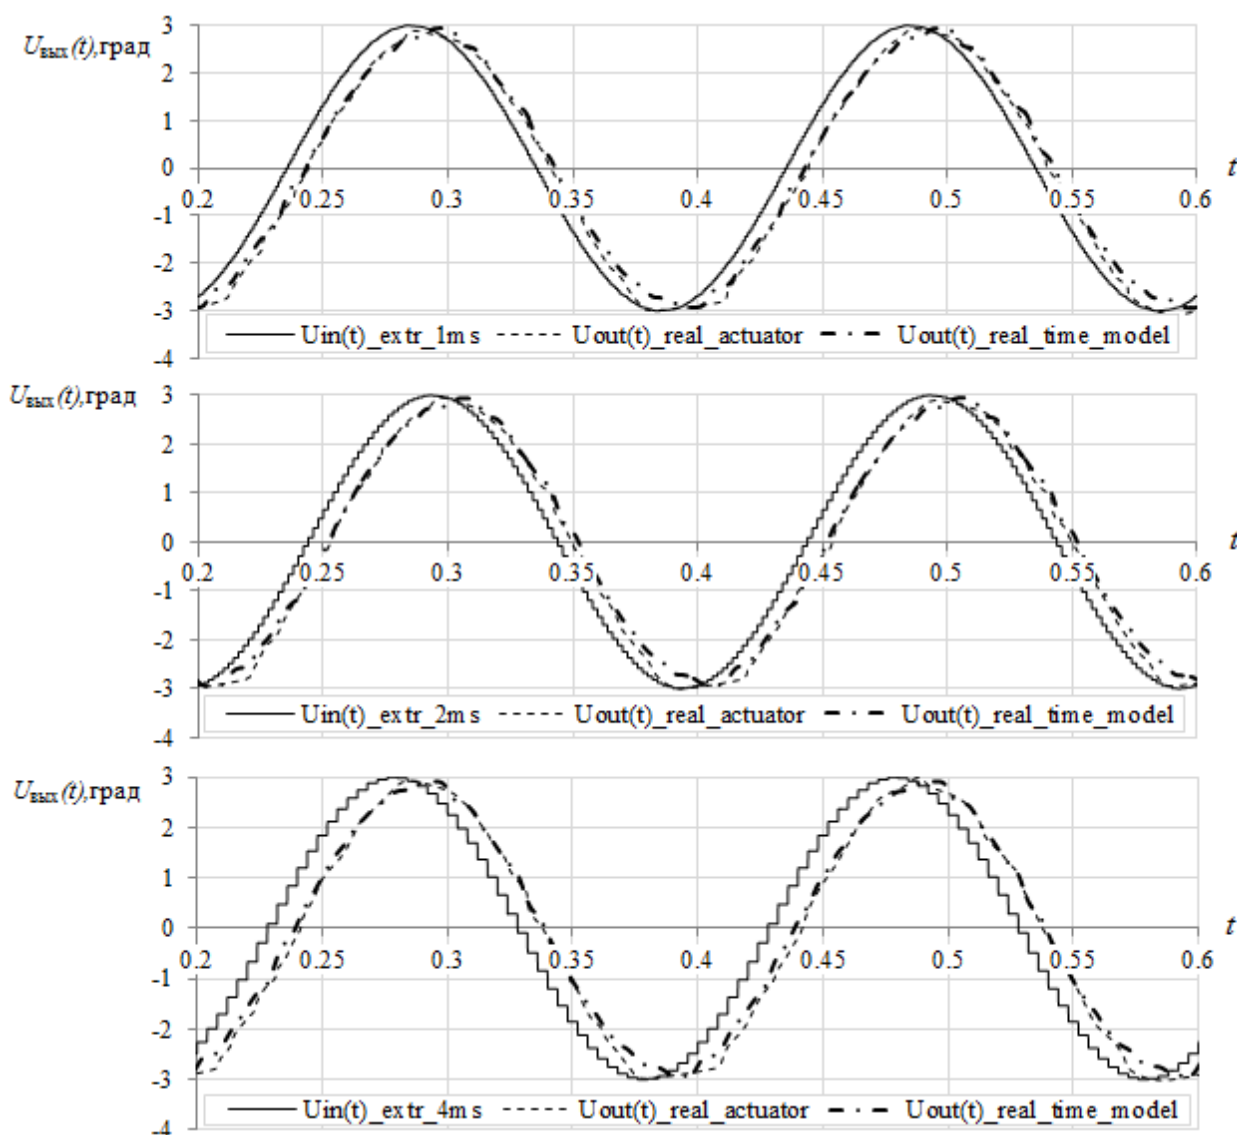 3
U вых (t),град
2
1
0
t
0.2 0.25 0.3 0.35 0.4 0.45 0.5 0.55 0.6
-1
-2
-3
Uin(t)_extr_1ms Uout(t)_real_actuator Uout(t)_real_time_model
-4
U вых (t),град
3
2
1
0
t
0.2 0.25 0.3 0.35 0.4 0.45 0.5 0.55 0.6
-1
-2
-3
Uin(t)_extr_2ms Uout(t)_real_actuator Uout(t)_real_time_model
-4
U вых (t),град
3
2
1
0
t
0.2 0.25 0.3 0.35 0.4 0.45 0.5 0.55 0.6
-1
-2
-3
Uin(t)_extr_4ms Uout(t)_real_actuator Uout(t)_real_time_model
-4